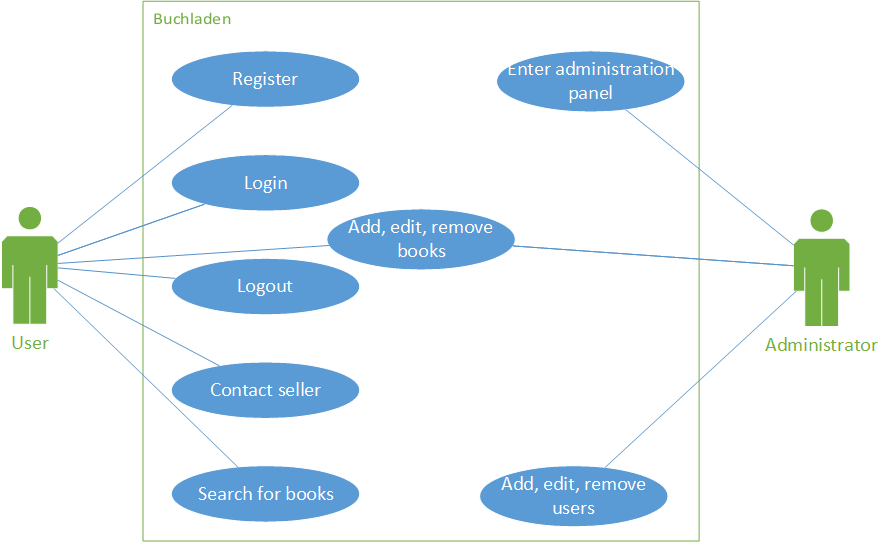 Buchladen
Register
Enter administration
panel
Login
Add, edit, remove
books
Logout
User
Administrator
Contact seller
Search for books
Add, edit, remove
users